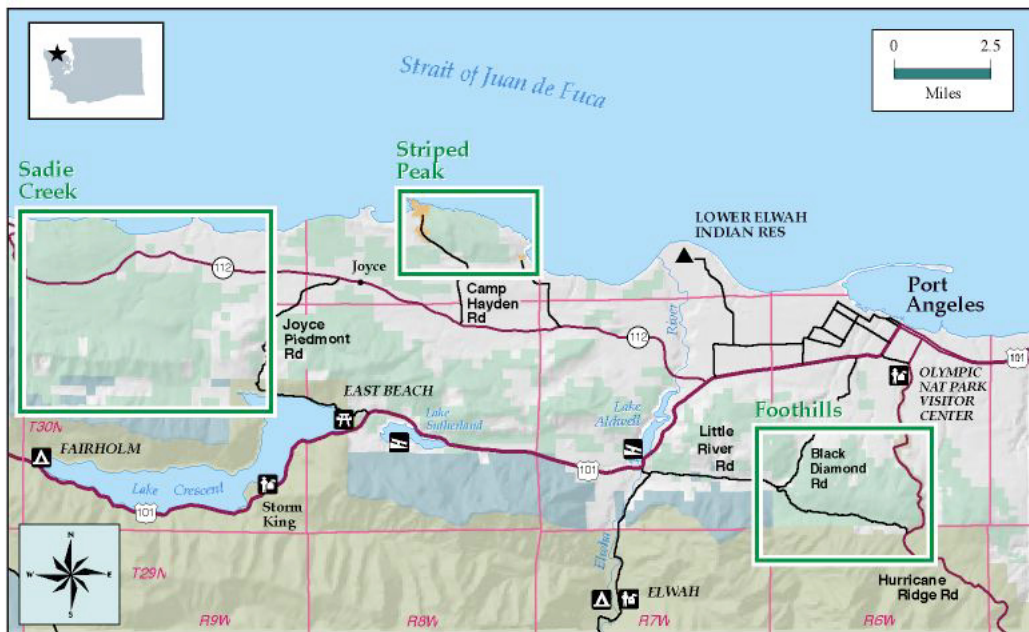 0 2.5
Miles
Strait of Juan de Fuca
Sadie
Creek
Striped
Peak
LOWER ELWAH
INDIAN RES
112
Joyce
Camp
Hayden
Rd
Port
Angeles
River
Joyce
Piedmont
Rd
112
101
EAST BEACH
OLYMPIC
NAT PARK
VISITOR
CENTER
Lake
Sutherland
Lake
Aldwell
Foothills
T30N
FAIRHOLM
Little
River
Rd
Black
Diamond
Rd
101
Lake Crescent
101
Storm
King
N
W E
S
T29N
Elwha
ELWAH
Hurricane
Ridge Rd
R9W
R8W
R7W
R6W